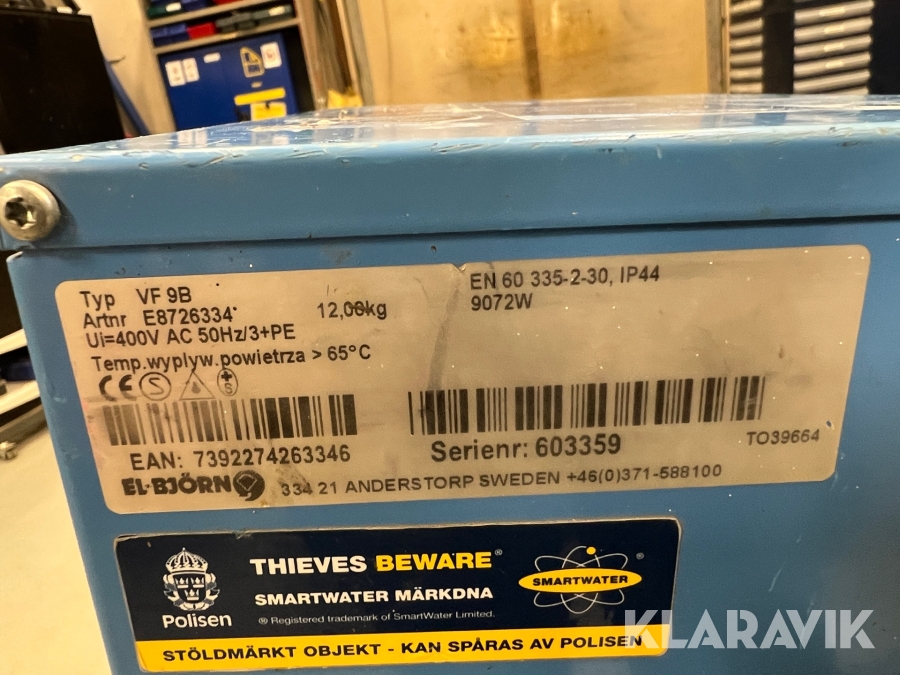 Typ VF 9B
Artnr E8726334 12,00kg
Ui=400V AC 50Hz/3+PE
Temp.wyplyw.powietrza > 65°C
EN 60 335-2-30, IP44
9072W
CE S S
EAN: 7392274263346
Serienr: 603359
TO39664
EL·BJÖRN 334 21 ANDERSTORP SWEDEN +46(0)371-588100
Polisen
THIEVES BEWARE®
SMARTWATER MÄRKDNA
® Registered trademark of SmartWater Limited.
SMARTWATER
STÖLDMÄRKT OBJEKT - KAN SPÅRAS AV POLISEN
KLARAVIK